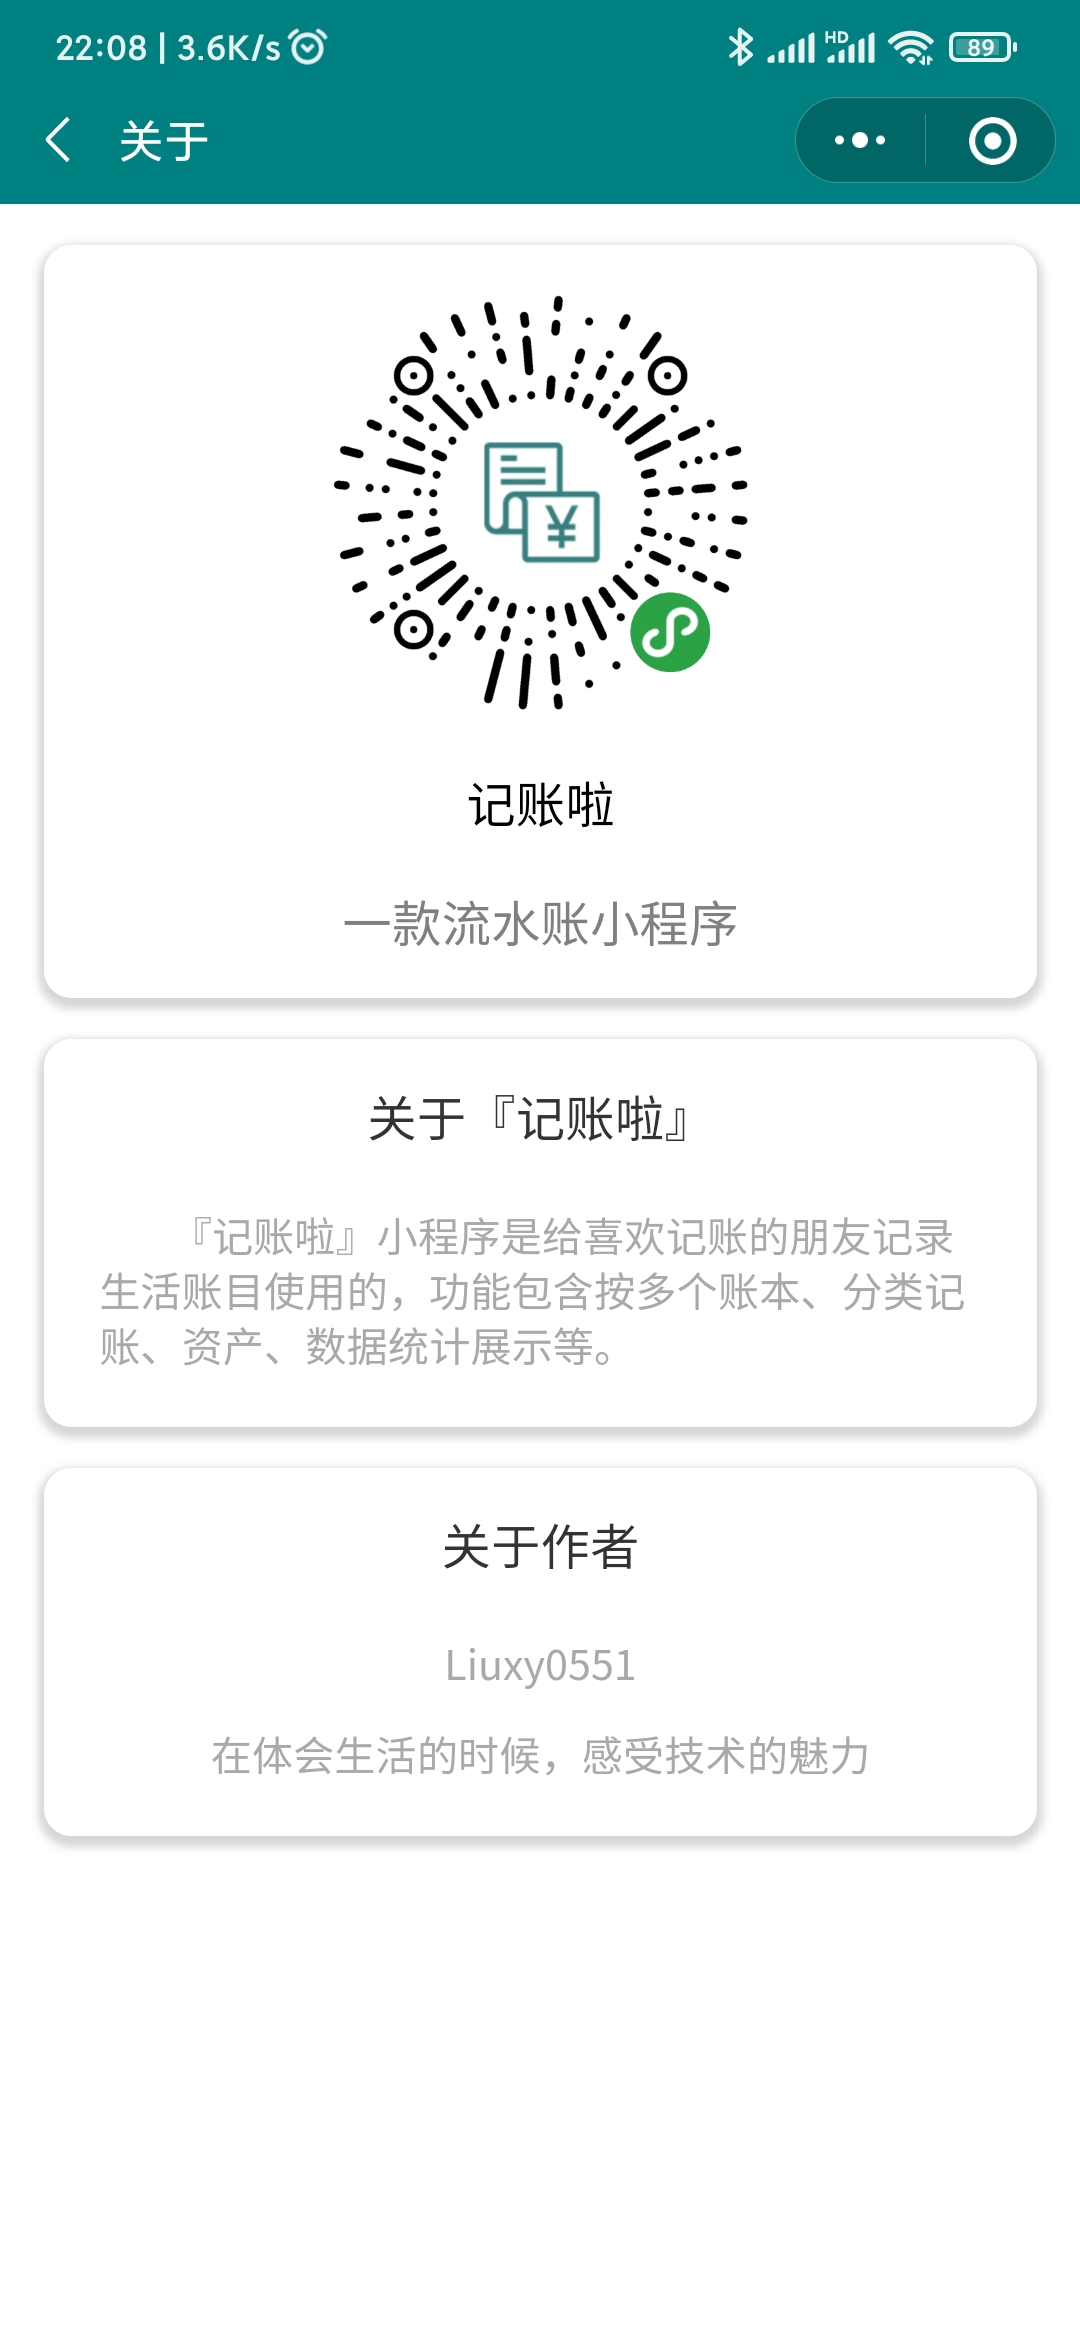 22:08 | 3.6K/s
HD
89
关于
¥
记账啦
一款流水账小程序
关于『记账啦』
『记账啦』小程序是给喜欢记账的朋友记录
生活账目使用的，功能包含按多个账本、分类记
账、资产、数据统计展示等。
关于作者
Liuxy0551
在体会生活的时候，感受技术的魅力